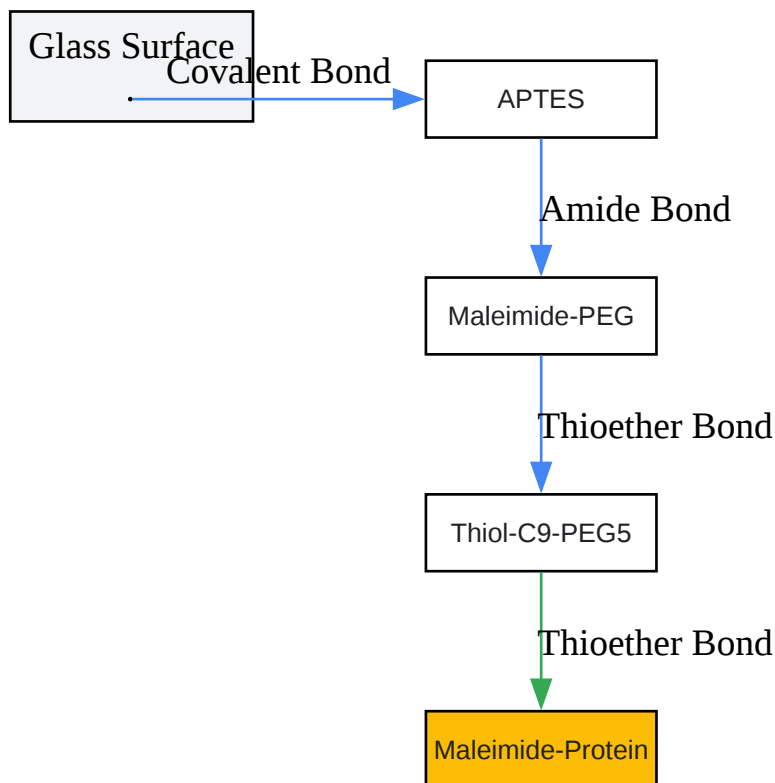 Glass Surface
Covalent Bond
APTES
Amide Bond
Maleimide-PEG
Thioether Bond
Thiol-C9-PEG5
Thioether Bond
Maleimide-Protein